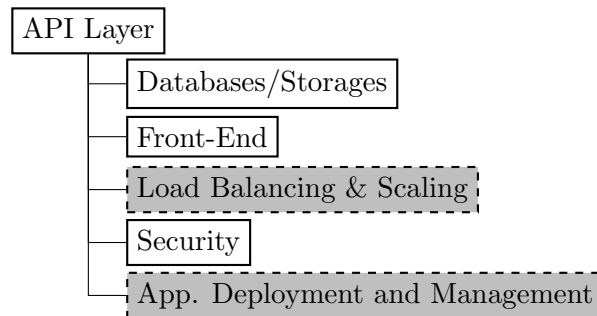 API Layer
Databases/Storages
Front-End
Load Balancing & Scaling
Security
App. Deployment and Management